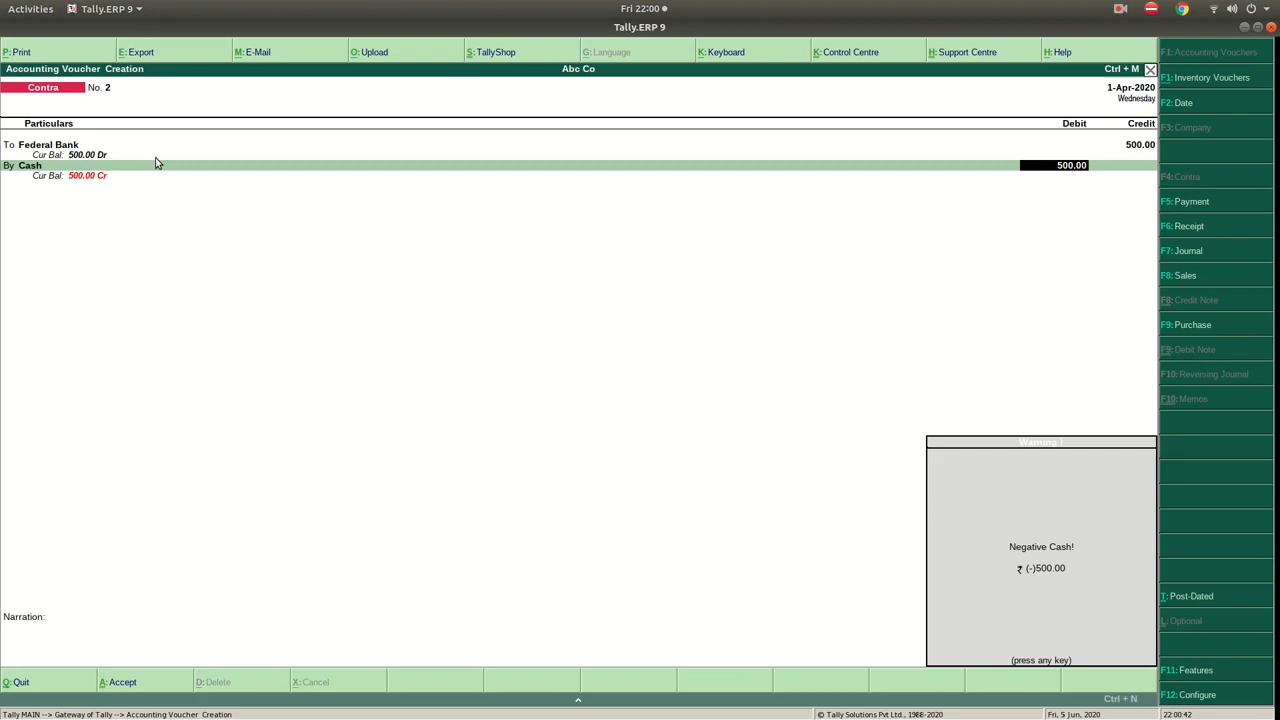 Activities Tally.ERP 9 Fri 22:00
Tally.ERP 9
P: Print E: Export M: E-Mail O: Upload S: TallyShop G: Language K: Keyboard K: Control Centre H: Support Centre H: Help
Accounting Voucher Creation Abc Co Ctrl + M
Contra No. 2 1-Apr-2020
Wednesday
Particulars Debit Credit
To Federal Bank 500.00
Cur Bal: 500.00 Dr
By Cash 500.00
Cur Bal: 500.00 Cr
Warning !
Negative Cash!
₹ (-)500.00
(press any key)
Narration:
F1: Accounting Vouchers
F1: Inventory Vouchers
F2: Date
F3: Company
F4: Contra
F5: Payment
F6: Receipt
F7: Journal
F8: Sales
F8: Credit Note
F9: Purchase
F9: Debit Note
F10: Reversing Journal
F10: Memos
T: Post-Dated
L: Optional
F11: Features
F12: Configure
Q: Quit A: Accept D: Delete X: Cancel
Ctrl + N
Tally MAIN --> Gateway of Tally --> Accounting Voucher Creation © Tally Solutions Pvt Ltd., 1988-2020 Fri, 5 Jun, 2020 22:00:42